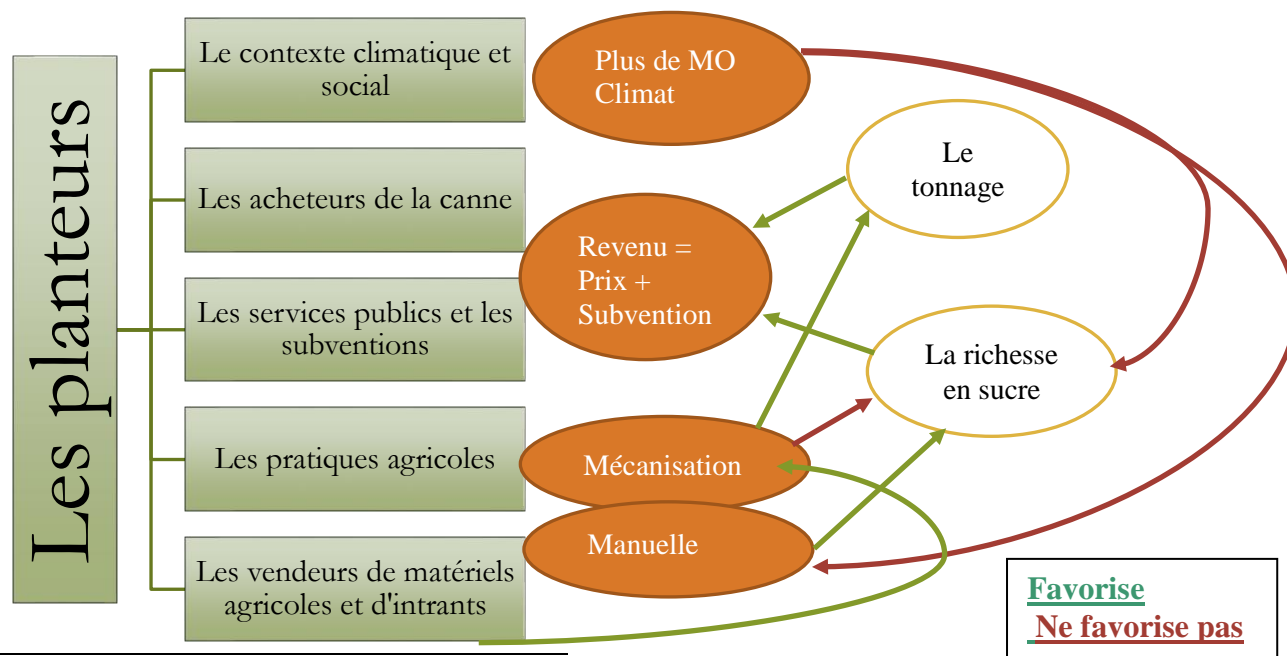 Les planteurs
Le contexte climatique et
social
Les acheteurs de la canne
Les services publics et les
subventions
Les pratiques agricoles
Les vendeurs de matériels
agricoles et d'intrants
Plus de MO
Climat
Revenu =
Prix +
Subvention
Mécanisation
Manuelle
Le
tonnage
La richesse
en sucre
Favorise
Ne favorise pas